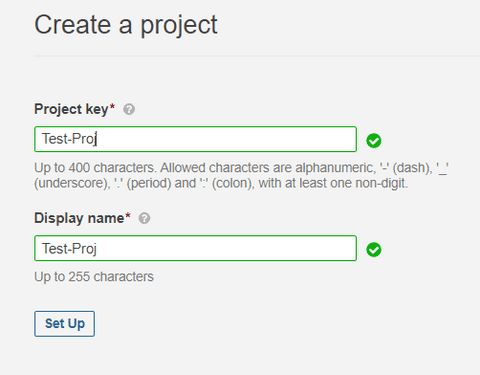 Create a project
Project key*
Test-Proj
Up to 400 characters. Allowed characters are alphanumeric, '-' (dash), '_'
(underscore), '.' (period) and ':' (colon), with at least one non-digit.
Display name*
Test-Proj
Up to 255 characters
Set Up